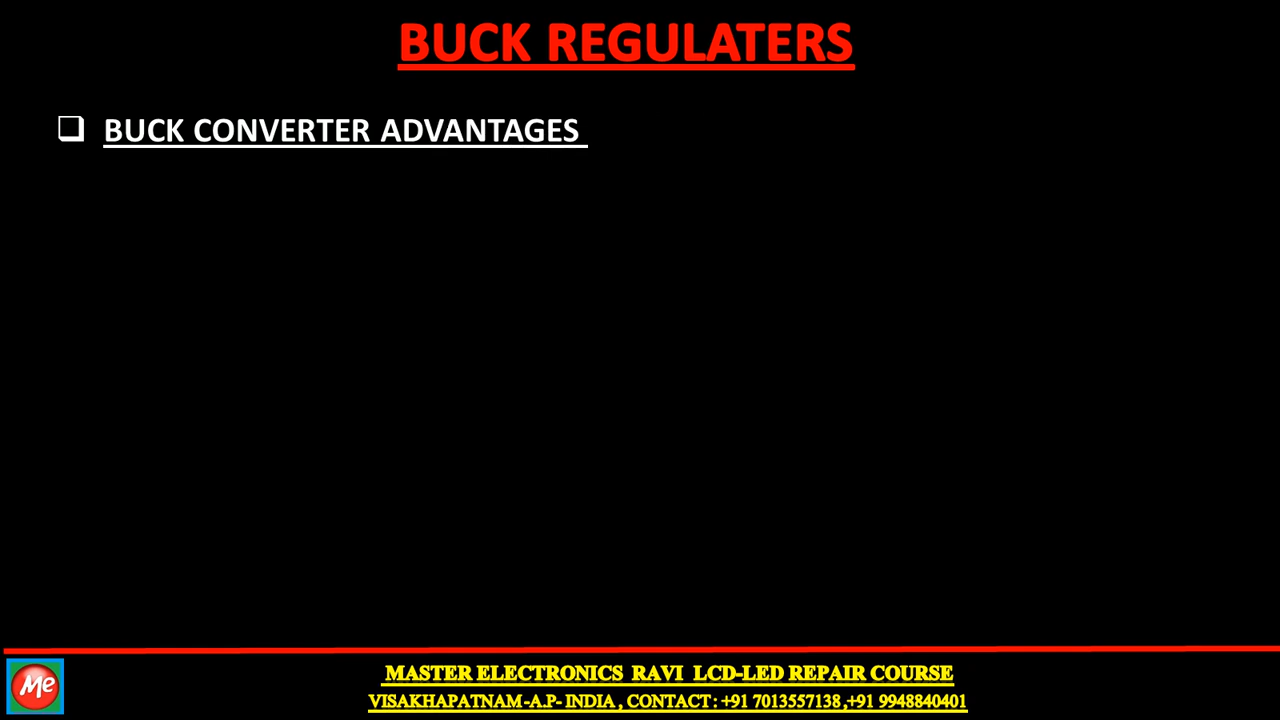 BUCK REGULATERS
❑ BUCK CONVERTER ADVANTAGES
MASTER ELECTRONICS RAVI LCD-LED REPAIR COURSE
Me
VISAKHAPATNAM -A.P- INDIA , CONTACT : +91 7013557138 ,+91 9948840401